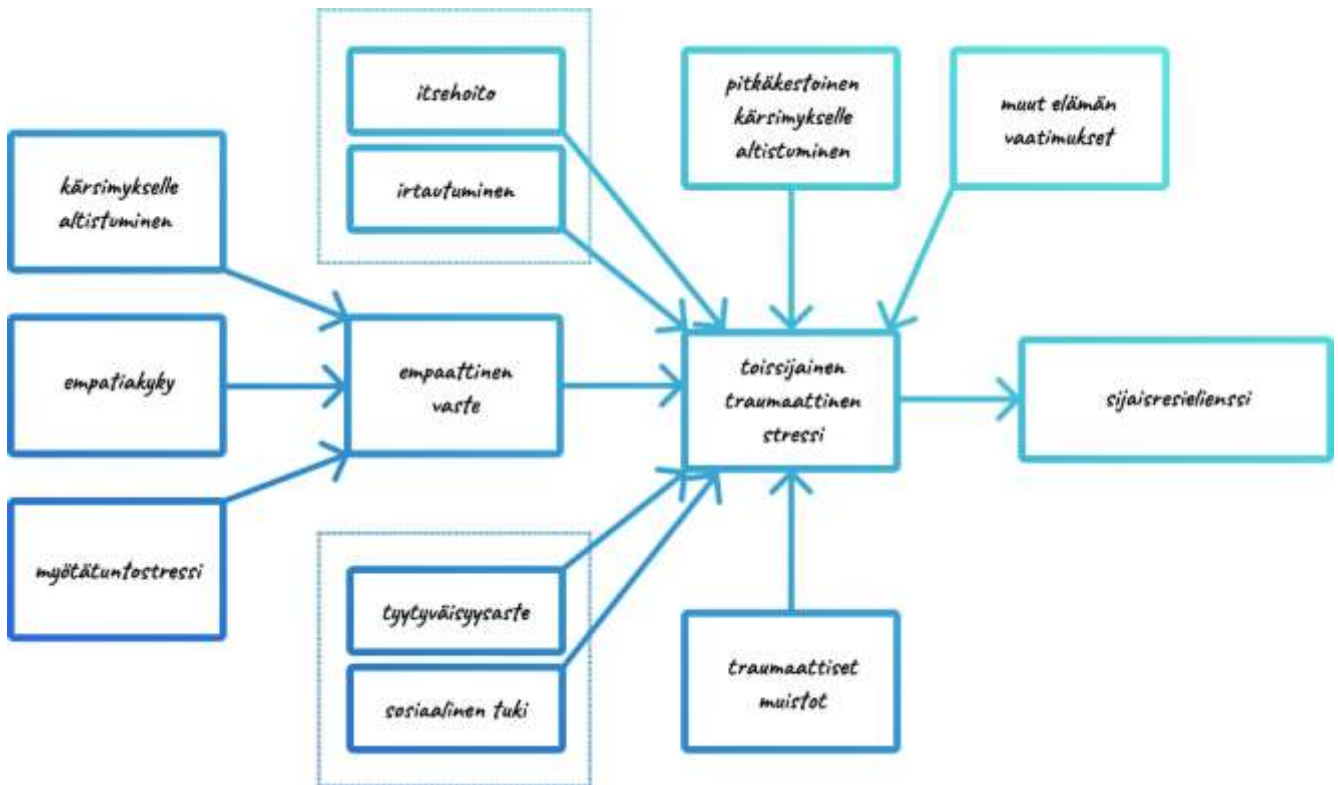 itsehoito
irtautuminen
pitkäkestoinen
kärsimykselle
altistuminen
muut elämän
vaatimukset
kärsimykselle
altistuminen
empatiakyky
myötätuntostressi
empaattinen
vaste
toissijainen
traumaattinen
stressi
sijaisresielienssi
tyytyväisyysaste
sosiaalinen tuki
traumaattiset
muistot